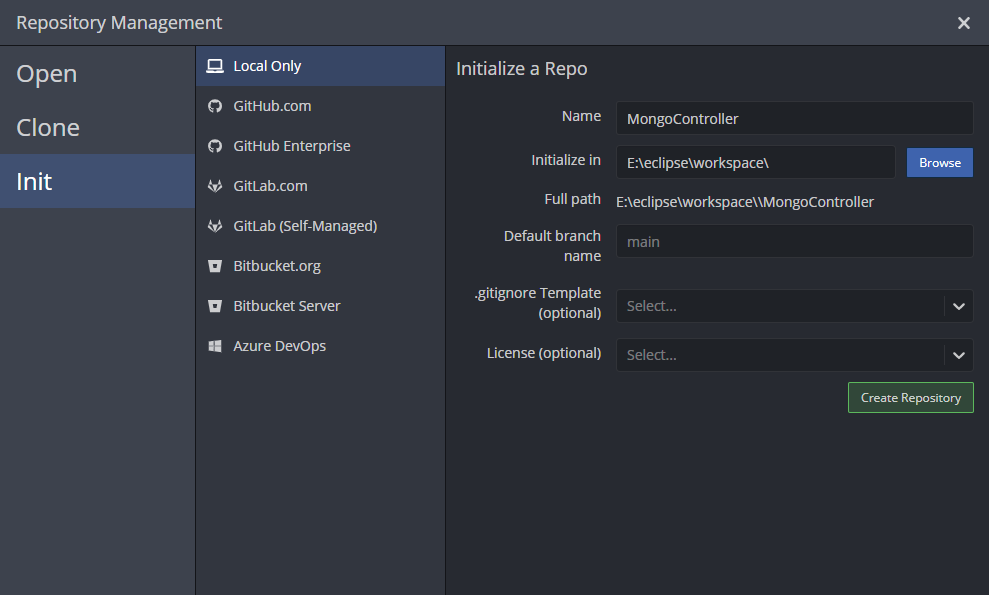 Repository Management
Open
Clone
Init
Local Only
GitHub.com
GitHub Enterprise
GitLab.com
GitLab (Self-Managed)
Bitbucket.org
Bitbucket Server
Azure DevOps
Initialize a Repo
Name MongoController
Initialize in E:\eclipse\workspace\ Browse
Full path E:\eclipse\workspace\\MongoController
Default branch
name
main
.gitignore Template
(optional)
Select...
License (optional) Select...
Create Repository